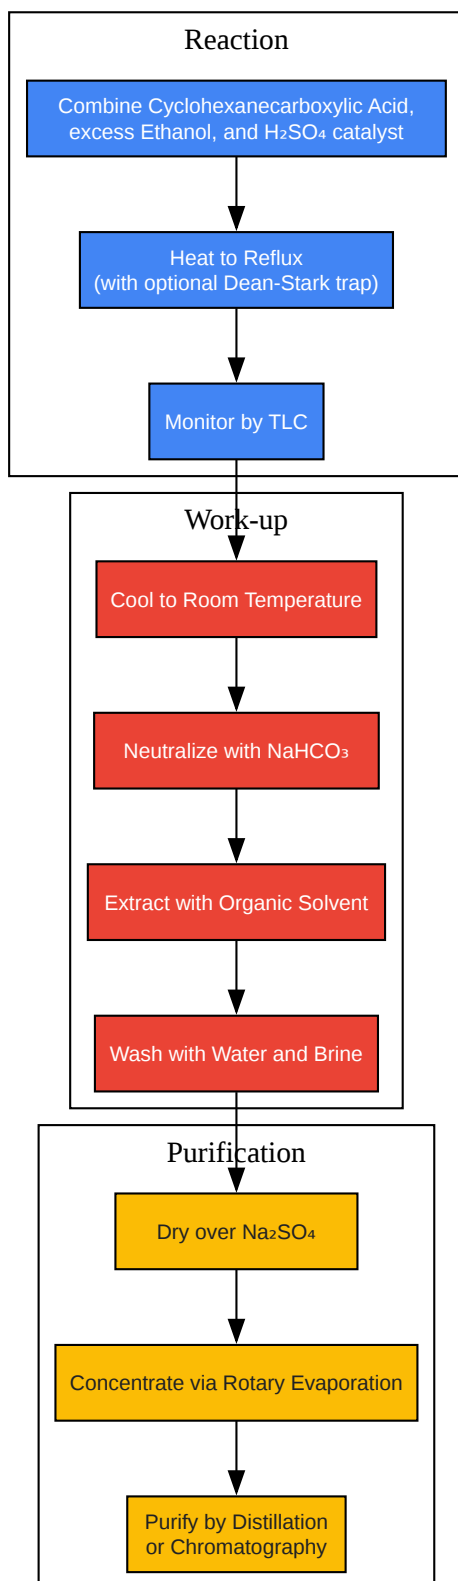 Reaction
Combine Cyclohexanecarboxylic Acid,
excess Ethanol, and H₂SO₄ catalyst
Heat to Reflux
(with optional Dean-Stark trap)
Monitor by TLC
Work-up
Cool to Room Temperature
Neutralize with NaHCO₃
Extract with Organic Solvent
Wash with Water and Brine
Purification
Dry over Na₂SO₄
Concentrate via Rotary Evaporation
Purify by Distillation
or Chromatography